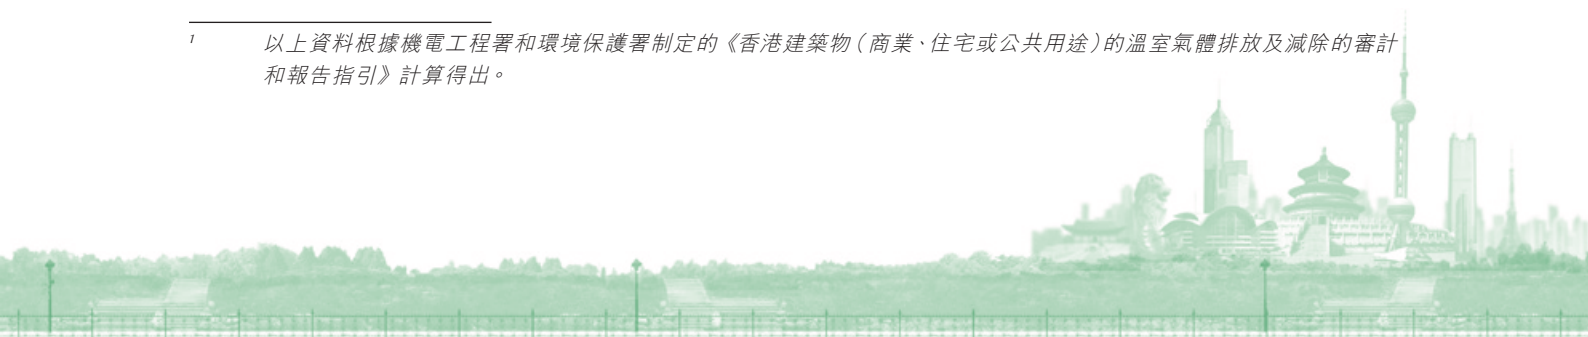 1 以上資料根據機電工程署和環境保護署制定的《香港建築物（商業、住宅或公共用途）的溫室氣體排放及減除的審計
和報告指引》計算得出。